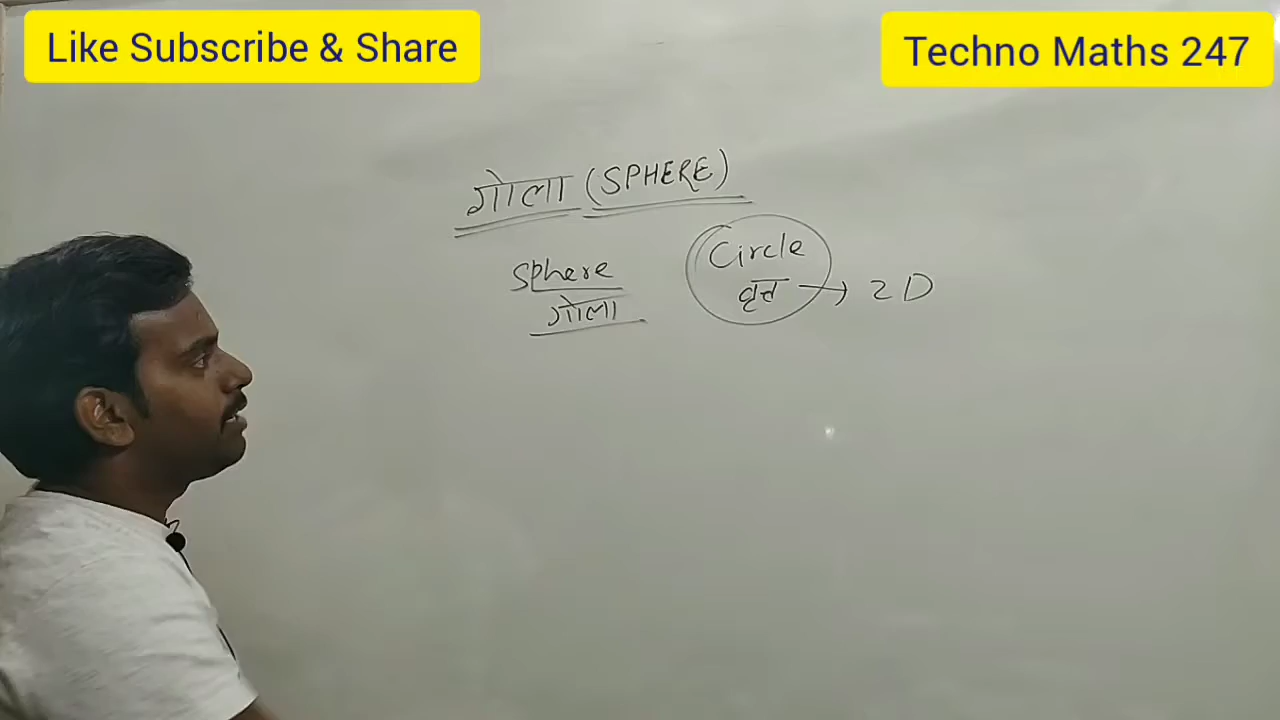 Like Subscribe & Share
Techno Maths 247
गोला (SPHERE)
Sphere
गोला
Circle
वृत्त → 2D